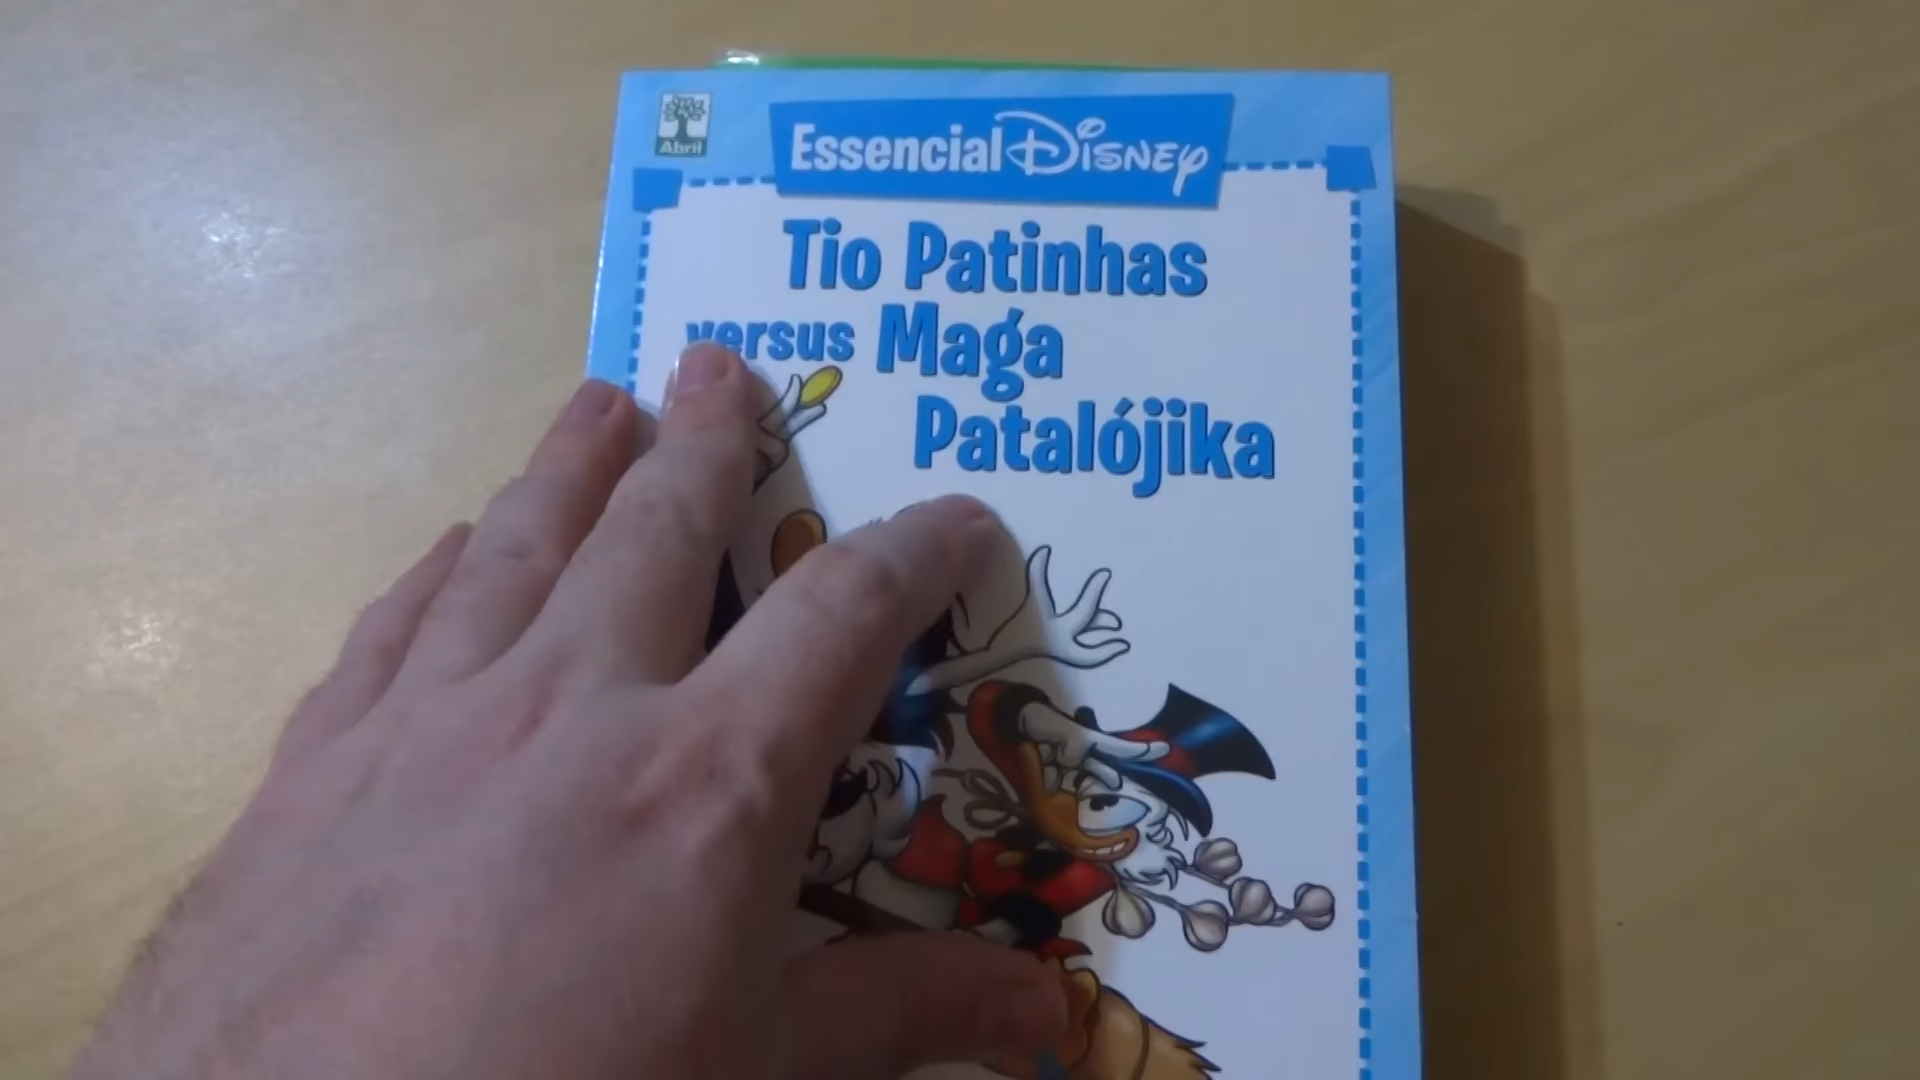 Abril
Essencial Disney
Tio Patinhas
versus Maga
Patalójika